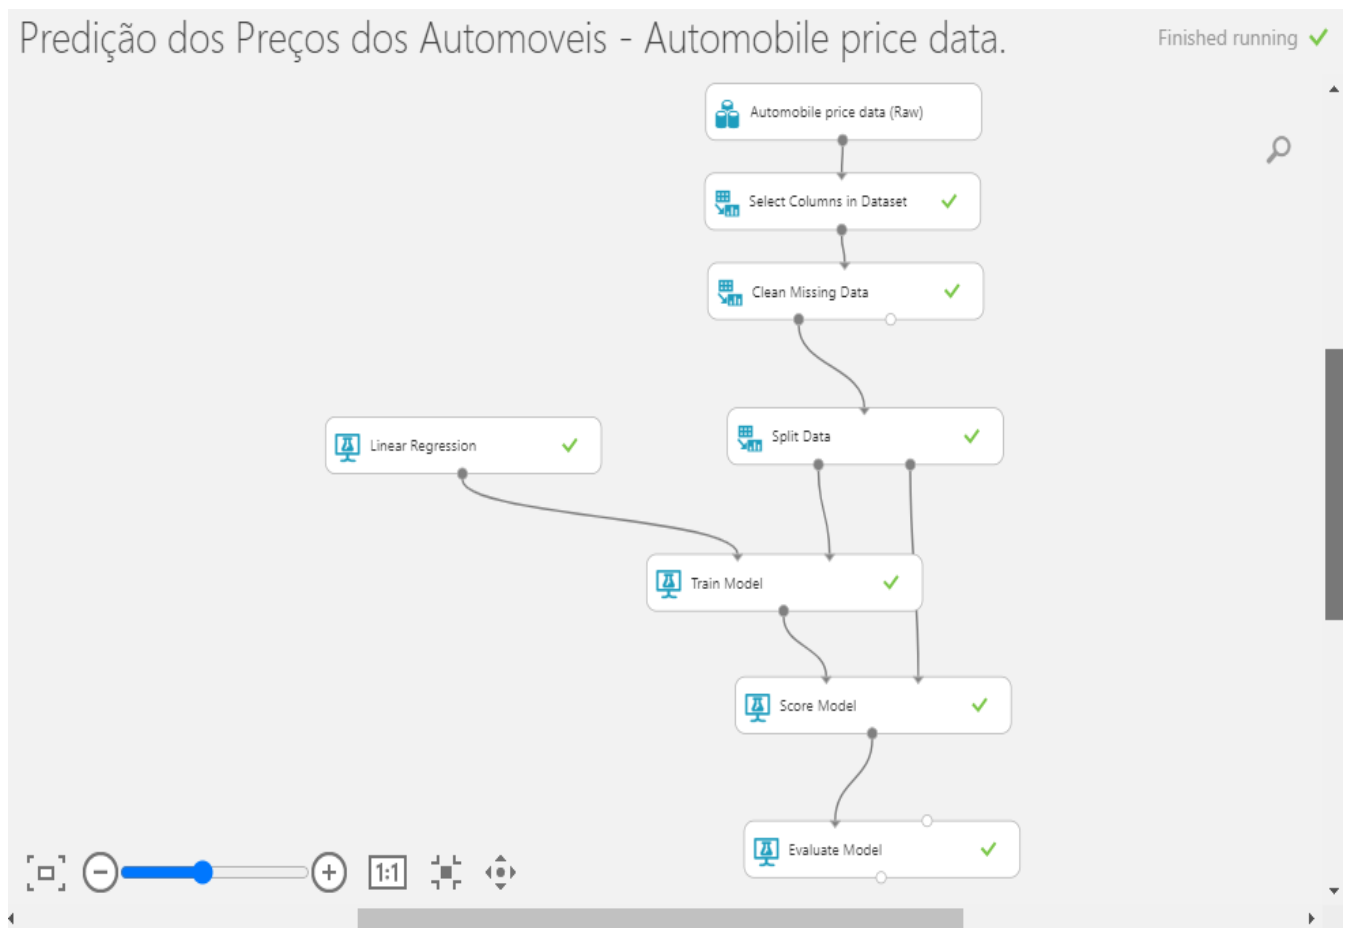 Predição dos Preços dos Automoveis - Automobile price data.
Finished running
Automobile price data (Raw)
Select Columns in Dataset
Clean Missing Data
Linear Regression
Split Data
Train Model
Score Model
Evaluate Model
1:1